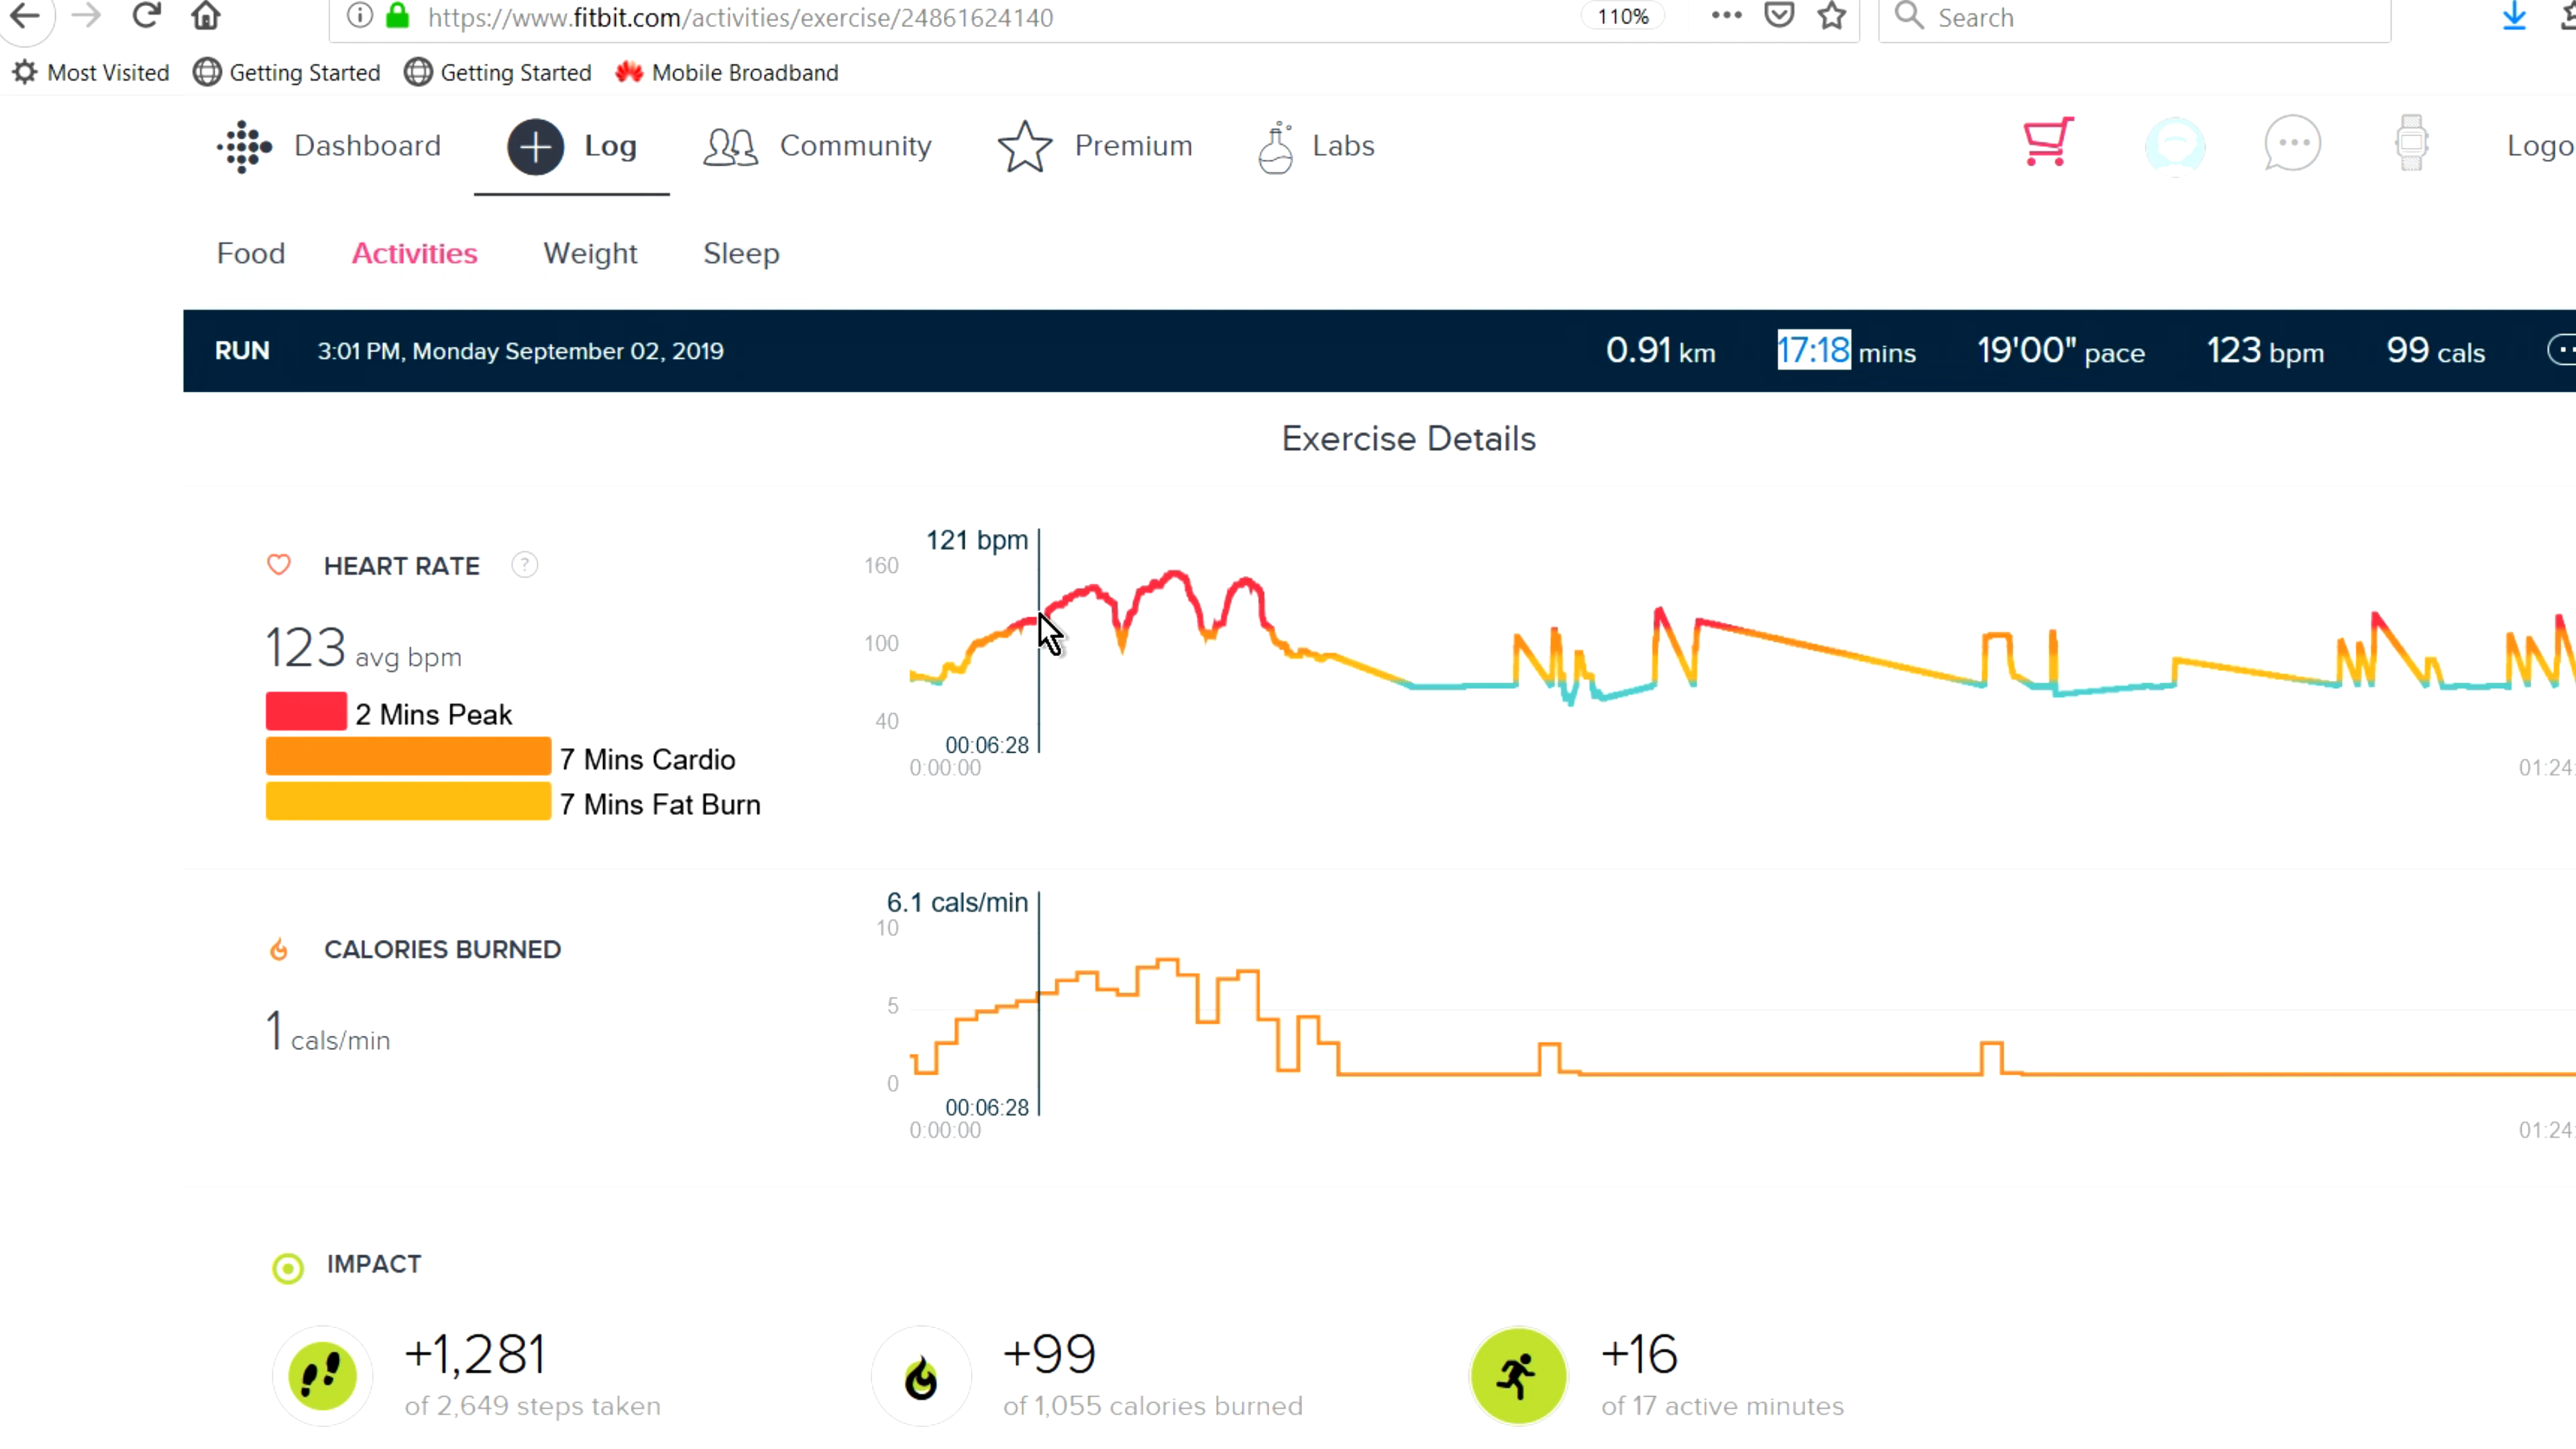 https://www.fitbit.com/activities/exercise/24861624140
110%
Search
Most Visited
Getting Started
Getting Started
Mobile Broadband
Dashboard
Log
Community
Premium
Labs
Logo
Food
Activities
Weight
Sleep
RUN 3:01 PM, Monday September 02, 2019 0.91 km 17:18 mins 19'00" pace 123 bpm 99 cals
Exercise Details
HEART RATE ?
123 avg bpm
2 Mins Peak
7 Mins Cardio
7 Mins Fat Burn
121 bpm
160
100
40
00:06:28
0:00:00
01:24
CALORIES BURNED
1 cals/min
6.1 cals/min
10
5
0
00:06:28
0:00:00
01:24
IMPACT
+1,281
of 2,649 steps taken
+99
of 1,055 calories burned
+16
of 17 active minutes